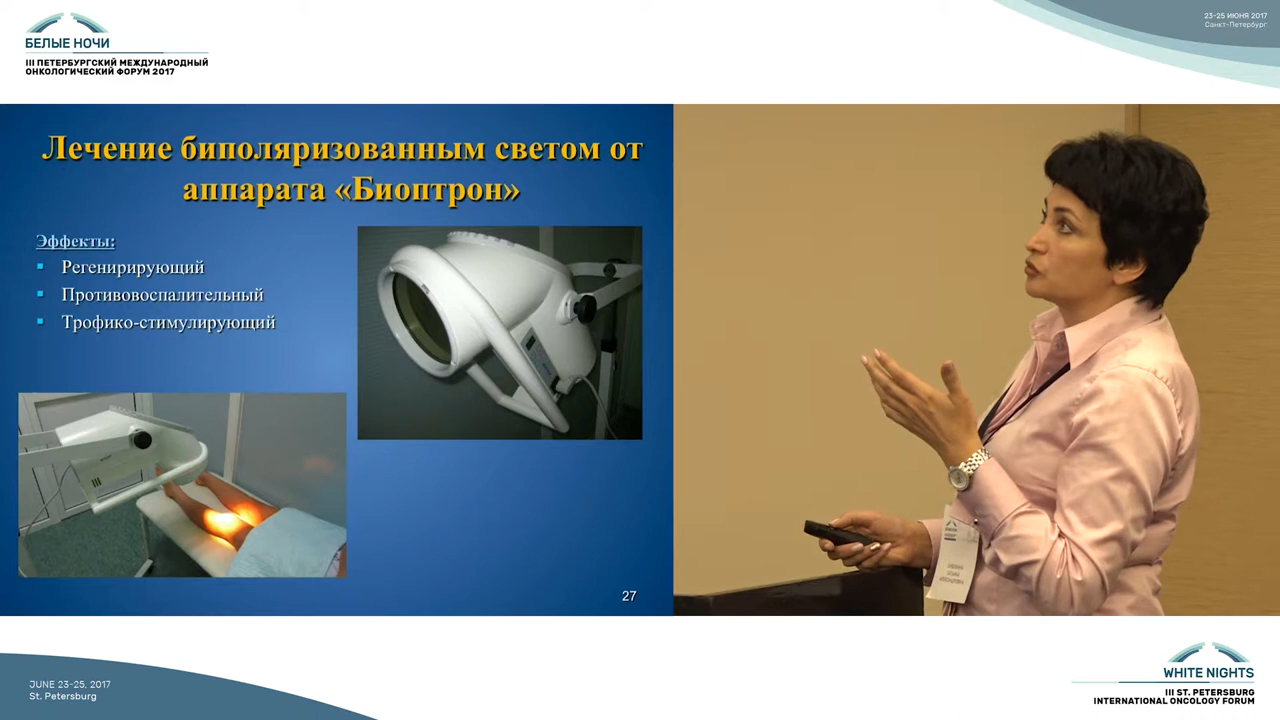 БЕЛЫЕ НОЧИ
III ПЕТЕРБУРГСКИЙ МЕЖДУНАРОДНЫЙ
ОНКОЛОГИЧЕСКИЙ ФОРУМ 2017
23-25 ИЮНЯ 2017
Санкт-Петербург
Лечение биполяризованным светом от
аппарата «Биоптрон»
Эффекты:
Регенирирующий
Противовоспалительный
Трофико-стимулирующий
27
JUNE 23-25, 2017
St. Petersburg
WHITE NIGHTS
III ST. PETERSBURG
INTERNATIONAL ONCOLOGY FORUM